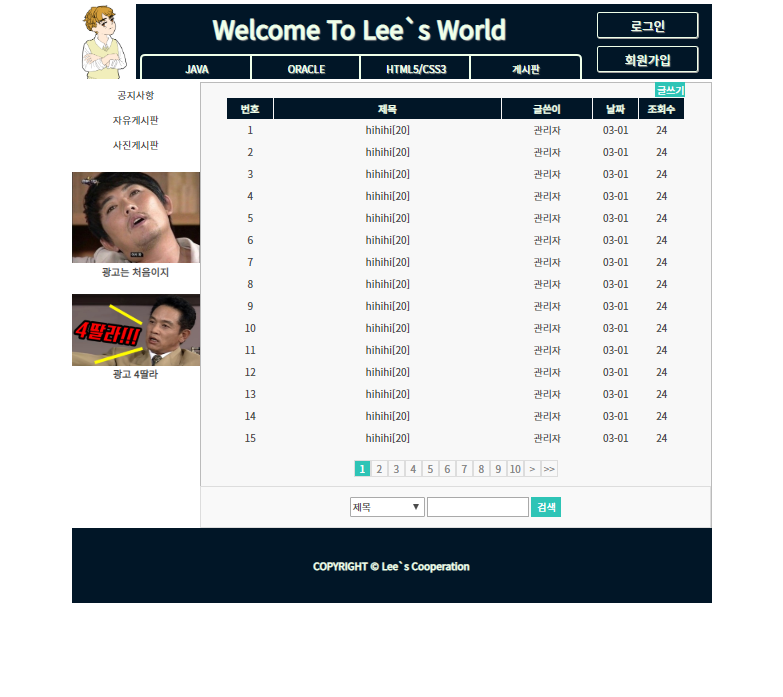 Welcome To Lee`s World
로그인
회원가입
JAVA ORACLE HTML5/CSS3 게시판
공지사항
자유게시판
사진게시판
광고는 처음이지
4딸라!!!
광고 4딸라
글쓰기
번호 제목 글쓴이 날짜 조회수
1 hihihi[20] 관리자 03-01 24
2 hihihi[20] 관리자 03-01 24
3 hihihi[20] 관리자 03-01 24
4 hihihi[20] 관리자 03-01 24
5 hihihi[20] 관리자 03-01 24
6 hihihi[20] 관리자 03-01 24
7 hihihi[20] 관리자 03-01 24
8 hihihi[20] 관리자 03-01 24
9 hihihi[20] 관리자 03-01 24
10 hihihi[20] 관리자 03-01 24
11 hihihi[20] 관리자 03-01 24
12 hihihi[20] 관리자 03-01 24
13 hihihi[20] 관리자 03-01 24
14 hihihi[20] 관리자 03-01 24
15 hihihi[20] 관리자 03-01 24
1 2 3 4 5 6 7 8 9 10 > >>
제목 ▼ 검색
COPYRIGHT © Lee`s Cooperation